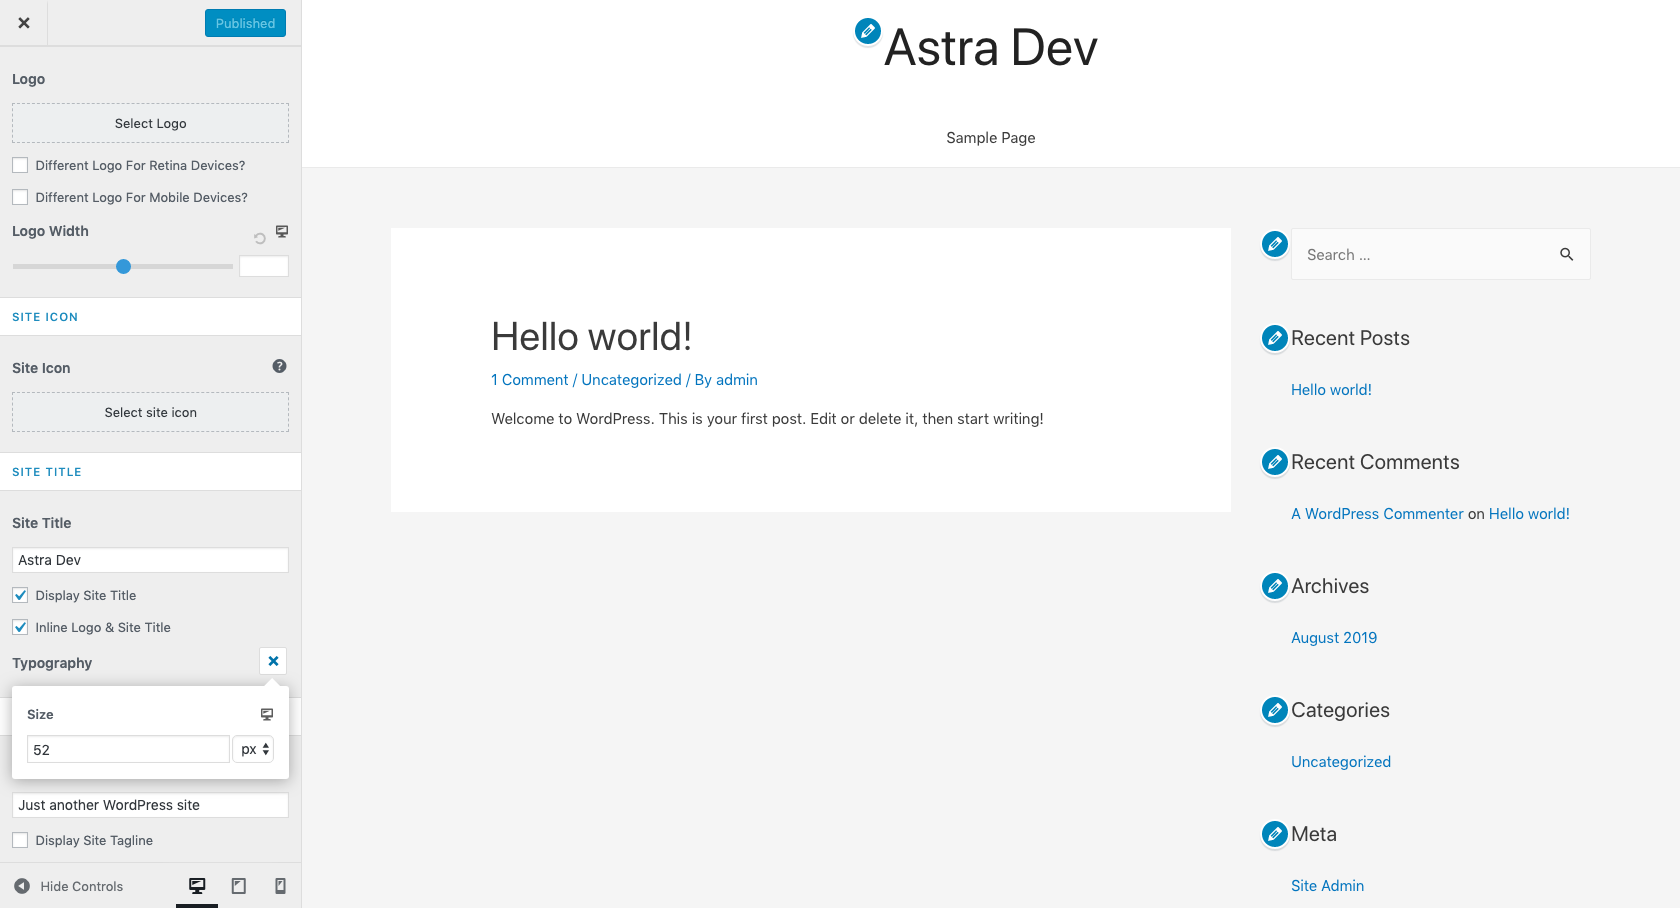 Published
Logo
Select Logo
Different Logo For Retina Devices?
Different Logo For Mobile Devices?
Logo Width
SITE ICON
Site Icon
Select site icon
SITE TITLE
Site Title
Astra Dev
Display Site Title
Inline Logo & Site Title
Typography
Size
52 px
Just another WordPress site
Display Site Tagline
Hide Controls
Astra Dev
Sample Page
Hello world!
1 Comment / Uncategorized / By admin
Welcome to WordPress. This is your first post. Edit or delete it, then start writing!
Search ...
Recent Posts
Hello world!
Recent Comments
A WordPress Commenter on Hello world!
Archives
August 2019
Categories
Uncategorized
Meta
Site Admin